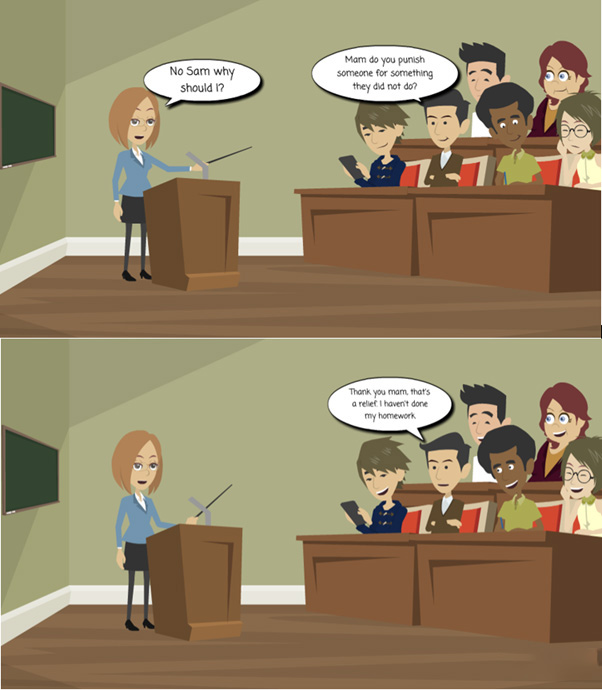 Mam do you punish
someone for something
they did not do?
No Sam why
should I?
Thank you mam, that's
a relief. I haven't done
my homework